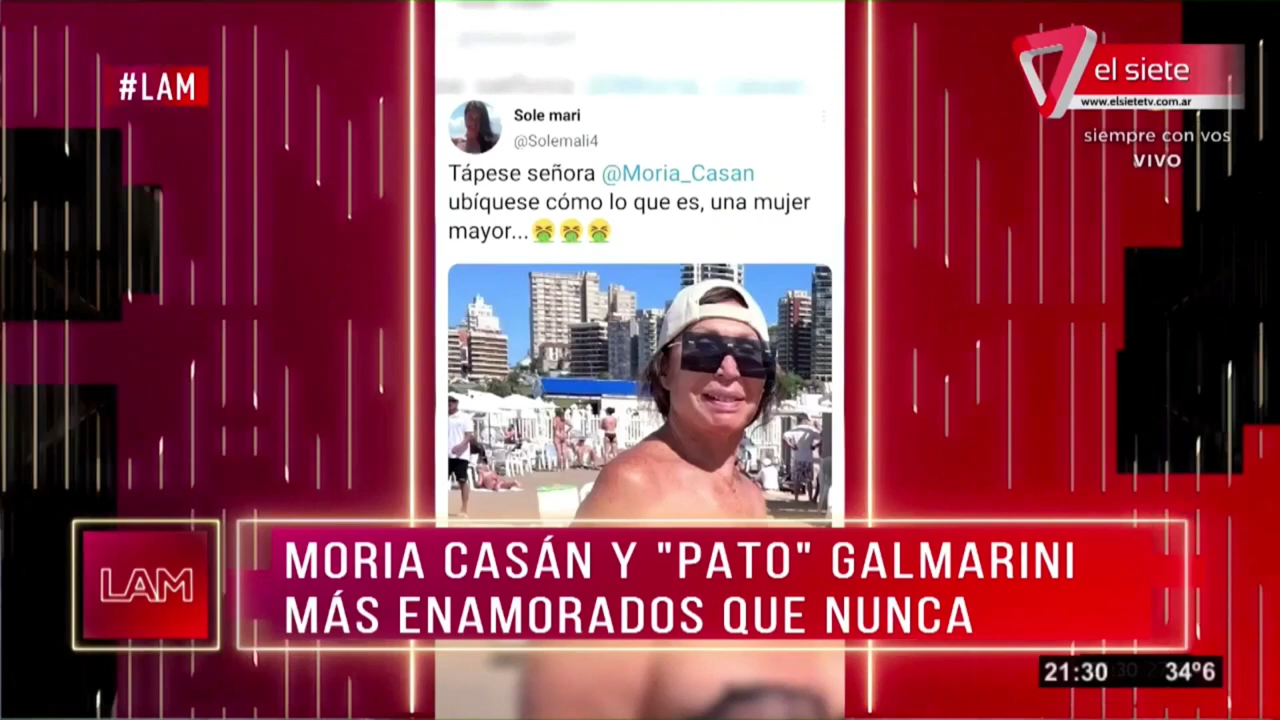 #LAM
el siete
www.elsietetv.com.ar
siempre con vos
VIVO
Sole mari
@Solemali4
Tápese señora @Moria_Casan
ubíquese cómo lo que es, una mujer
mayor...🤮🤮🤮
LAM
MORIA CASÁN Y "PATO" GALMARINI
MÁS ENAMORADOS QUE NUNCA
21:30 34º6